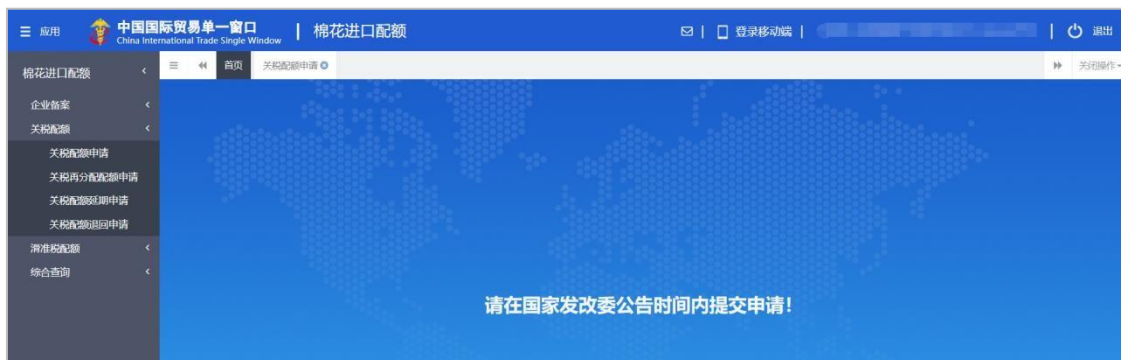 应用
中国国际贸易单一窗口
China International Trade Single Window
棉花进口配额
登录移动端
退出
棉花进口配额
首页
关税配额申请
关闭操作
企业备案
关税配额
关税配额申请
关税再分配配额申请
关税配额延期申请
关税配额退回申请
滑准税配额
综合查询
请在国家发改委公告时间内提交申请！